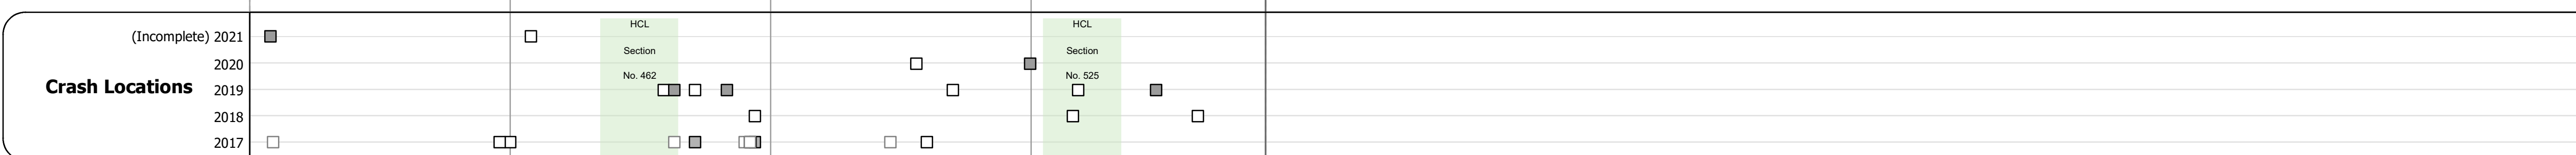 HCL
HCL
(Incomplete) 2021
Section
Section
2020
No. 462
No. 525
Crash Locations
2019
2018
2017